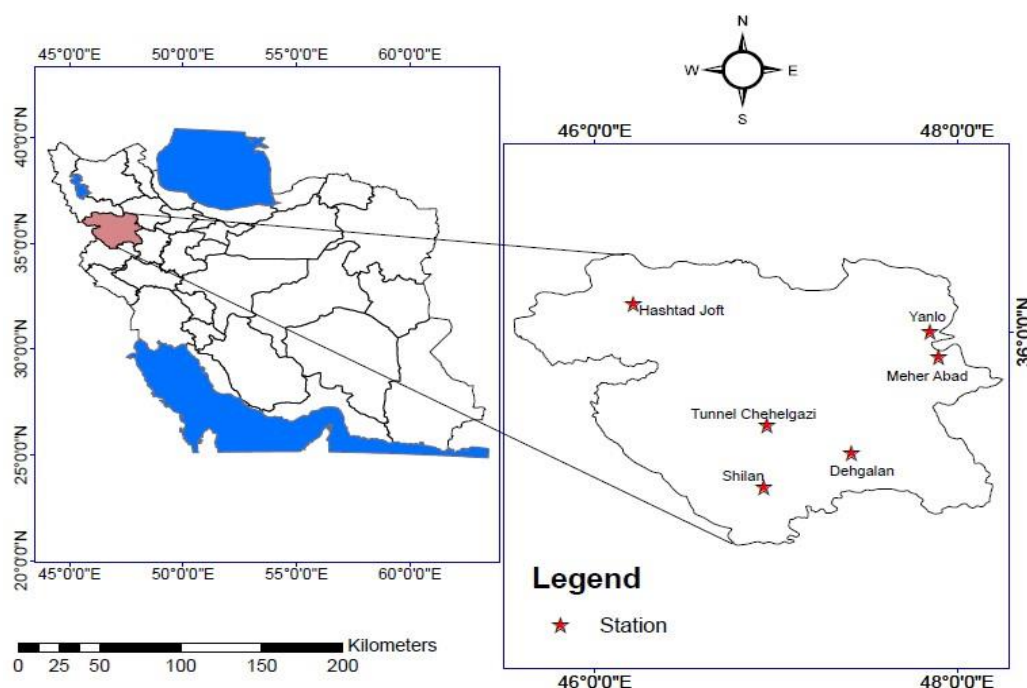 45°0'0"E 50°0'0"E 55°0'0"E 60°0'0"E
40°0'0"N
35°0'0"N
30°0'0"N
25°0'0"N
20°0'0"N
45°0'0"E 50°0'0"E 55°0'0"E 60°0'0"E
Kilometers
0 25 50 100 150 200
N
W E
S
46°0'0"E 48°0'0"E
Hashtad Joft
Yanlo
36°0'0"N
Meher Abad
Tunnel Chehelgazi
Dehgalan
Shilan
Legend
Station
46°0'0"E 48°0'0"E